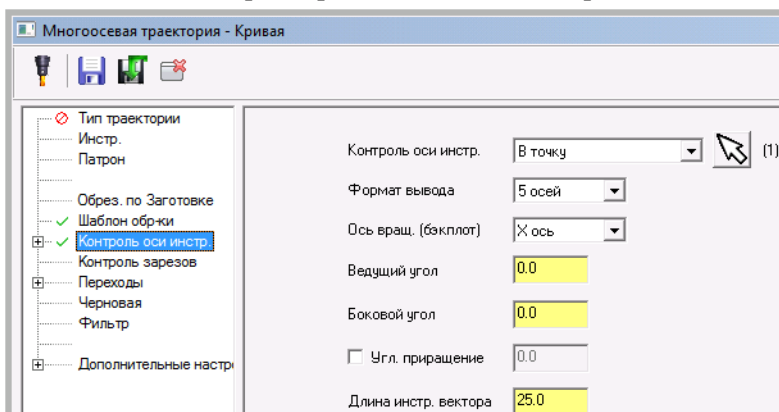 Многоосевая траектория - Кривая
Тип траектории
Инстр.
Патрон
Обрез. по Заготовке
Шаблон обр-ки
Контроль оси инстр.
Контроль зарезов
Переходы
Черновая
Фильтр
Дополнительные настро
Контроль оси инстр. В точку (1)
Формат вывода 5 осей
Ось вращ. (бэкплот) X ось
Ведущий угол 0.0
Боковой угол 0.0
Угл. приращение 0.0
Длина инстр. вектора 25.0